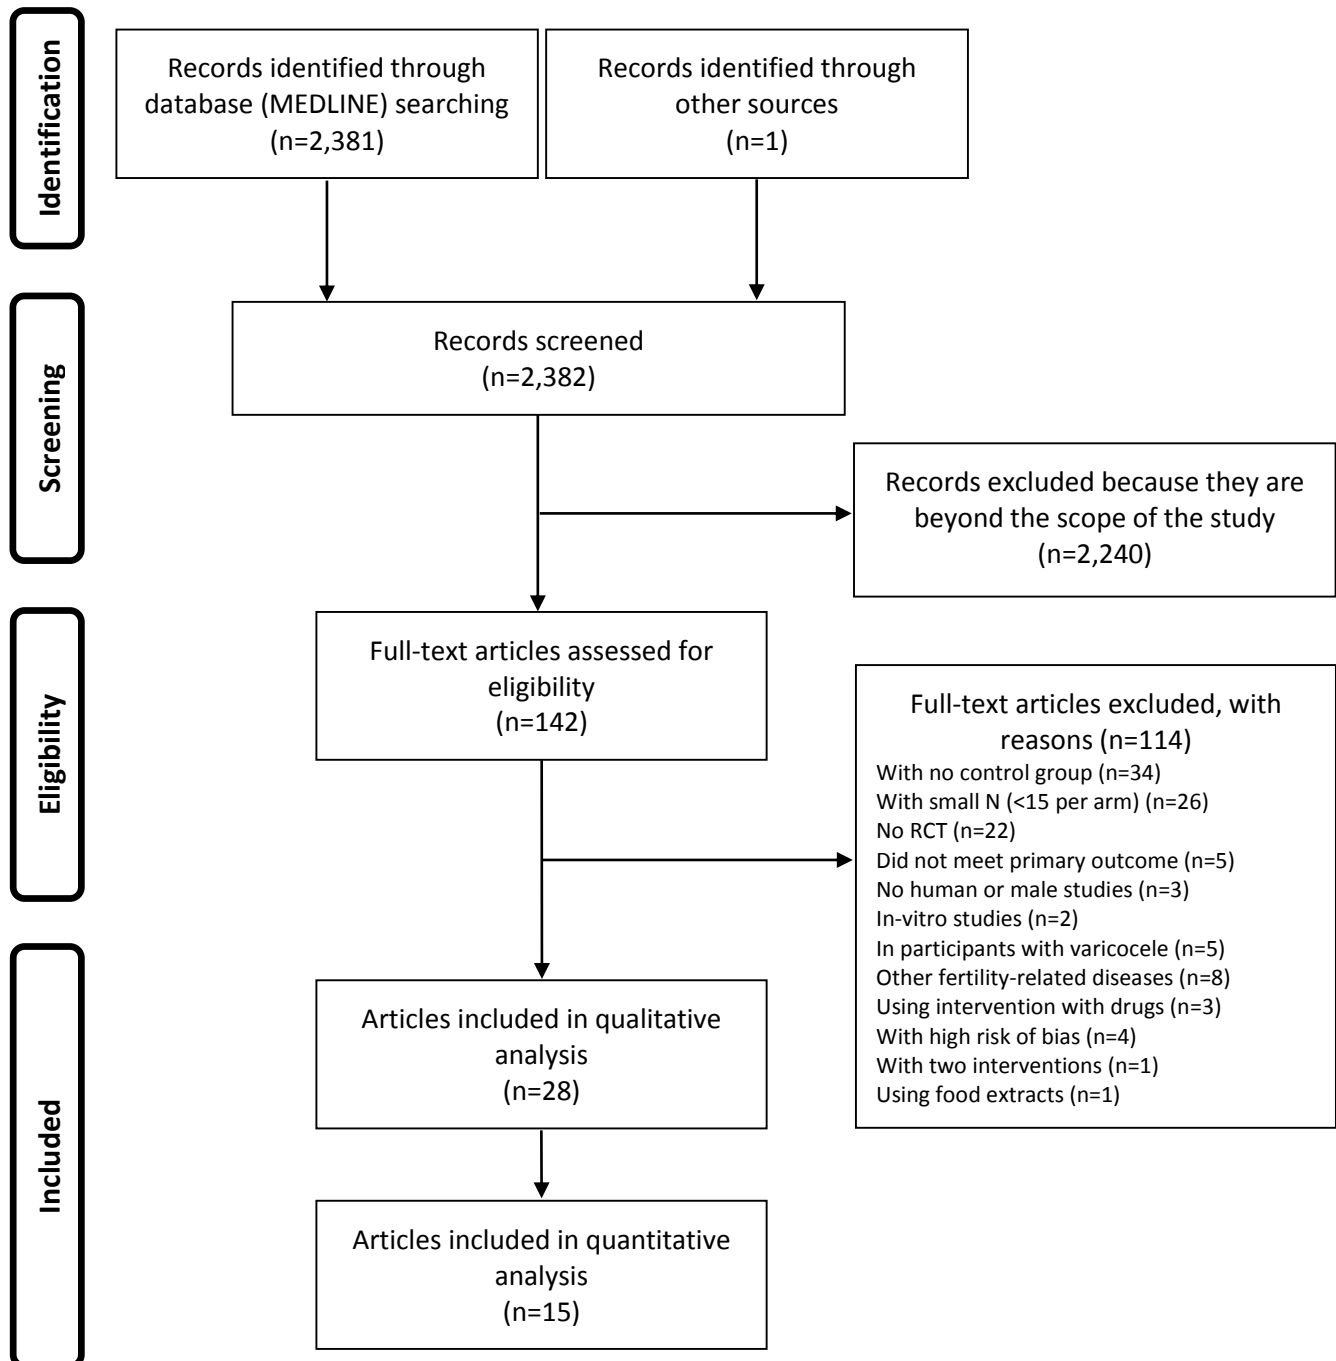 Identification
Records identified through
database (MEDLINE) searching
(n=2,381)
Records identified through
other sources
(n=1)
Screening
Records screened
(n=2,382)
Records excluded because they are
beyond the scope of the study
(n=2,240)
Eligibility
Full-text articles assessed for
eligibility
(n=142)
Full-text articles excluded, with
reasons (n=114)
With no control group (n=34)
With small N (<15 per arm) (n=26)
No RCT (n=22)
Did not meet primary outcome (n=5)
No human or male studies (n=3)
In-vitro studies (n=2)
In participants with varicocele (n=5)
Other fertility-related diseases (n=8)
Using intervention with drugs (n=3)
With high risk of bias (n=4)
With two interventions (n=1)
Using food extracts (n=1)
Included
Articles included in qualitative
analysis
(n=28)
Articles included in quantitative
analysis
(n=15)